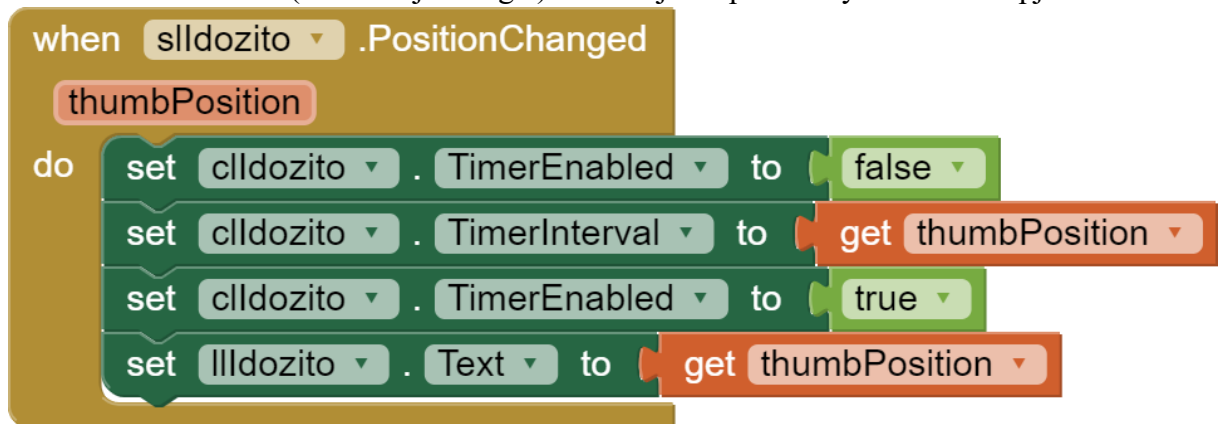 when slIdozito .PositionChanged
thumbPosition
do set clIdozito . TimerEnabled to false
set clIdozito . TimerInterval to get thumbPosition
set clIdozito . TimerEnabled to true
set llIdozito . Text to get thumbPosition